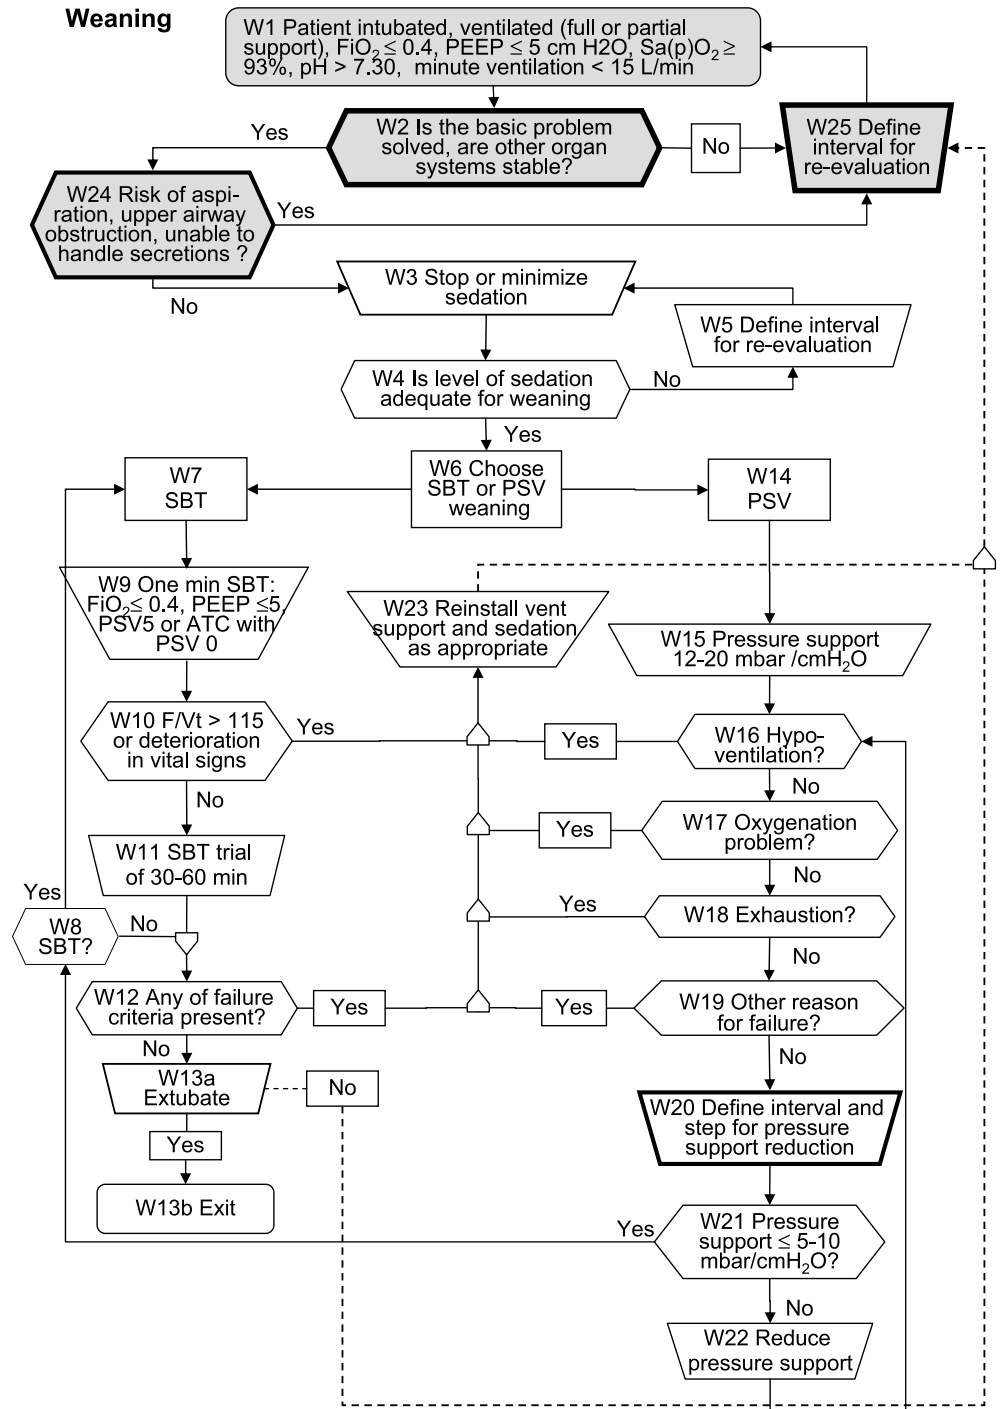 Weaning
W1 Patient intubated, ventilated (full or partial
support), FiO₂ ≤ 0.4, PEEP ≤ 5 cm H2O, Sa(p)O₂ ≥
93%, pH > 7.30, minute ventilation < 15 L/min
W2 Is the basic problem
solved, are other organ
systems stable?
Yes
No
W25 Define
interval for
re-evaluation
W24 Risk of aspi-
ration, upper airway
obstruction, unable to
handle secretions ?
Yes
No
W3 Stop or minimize
sedation
W5 Define interval
for re-evaluation
W4 Is level of sedation
adequate for weaning
No
Yes
W6 Choose
SBT or PSV
weaning
W7
SBT
W14
PSV
W9 One min SBT:
FiO₂≤ 0.4, PEEP ≤5,
PSV5 or ATC with
PSV 0
W23 Reinstall vent
support and sedation
as appropriate
W15 Pressure support
12-20 mbar /cmH₂O
W10 F/Vt > 115
or deterioration
in vital signs
Yes
Yes
W16 Hypo-
ventilation?
No
No
W11 SBT trial
of 30-60 min
Yes
W17 Oxygenation
problem?
No
Yes
W8
SBT?
No
Yes
W18 Exhaustion?
No
W12 Any of failure
criteria present?
Yes
Yes
W19 Other reason
for failure?
No
No
W13a
Extubate
No
Yes
W13b Exit
W20 Define interval and
step for pressure
support reduction
Yes
W21 Pressure
support ≤ 5-10
mbar/cmH₂O?
No
W22 Reduce
pressure support